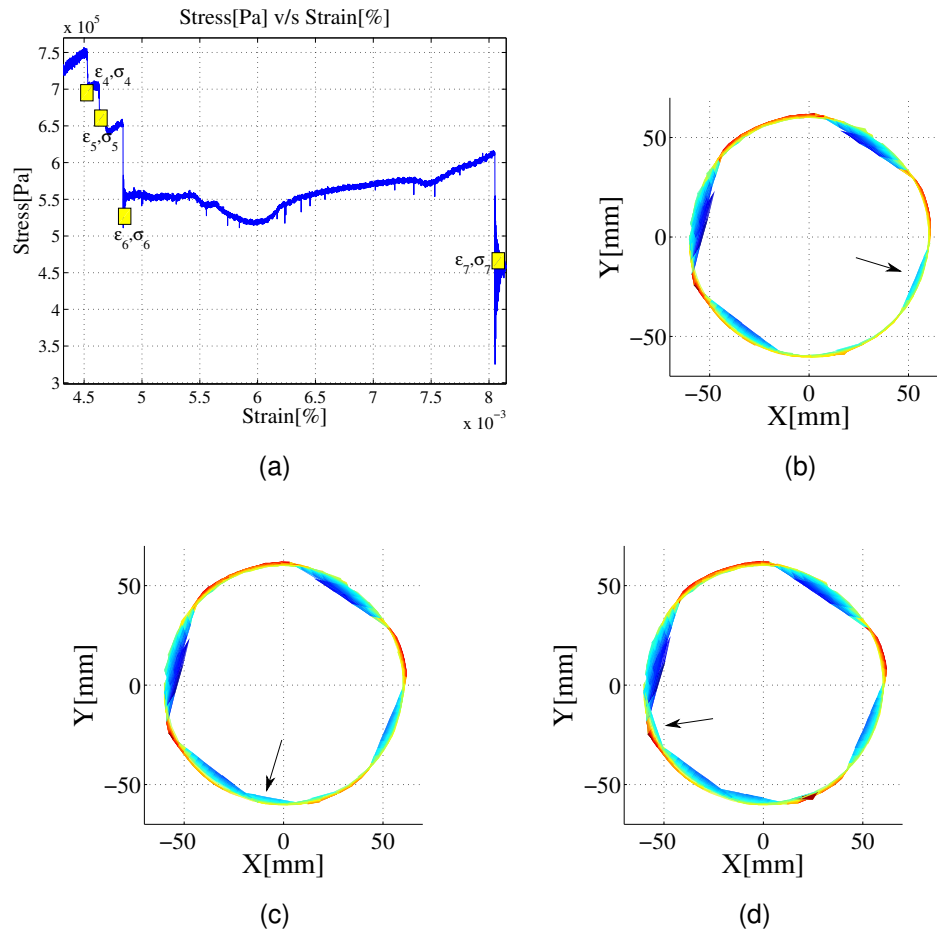 Stress[Pa] v/s Strain[%]
x 10⁵
7.5
7
6.5
6
5.5
5
4.5
4
3.5
3
Stress[Pa]
ε₄,σ₄
ε₅,σ₅
ε₆,σ₆
ε₇,σ₇
4.5 5 5.5 6 6.5 7 7.5 8
Strain[%]
x 10⁻³
(a)
50
0
−50
Y[mm]
−50 0 50
X[mm]
(b)
50
0
−50
Y[mm]
−50 0 50
X[mm]
(c)
50
0
−50
Y[mm]
−50 0 50
X[mm]
(d)